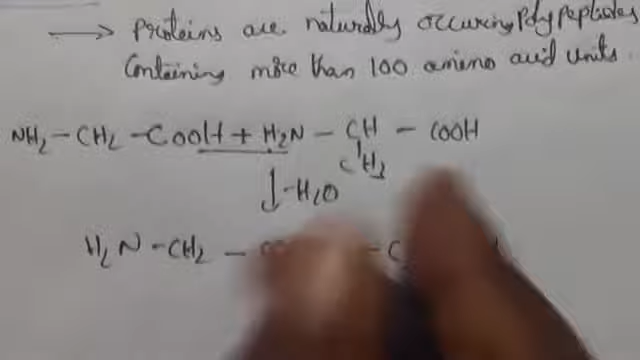 → Proteins are naturally occuring polypeptides
Containing more than 100 amino acid units.
NH₂ - CH₂ - COOH + H₂N - CH - COOH
CH₃
↓ -H₂O
H₂N - CH₂ -